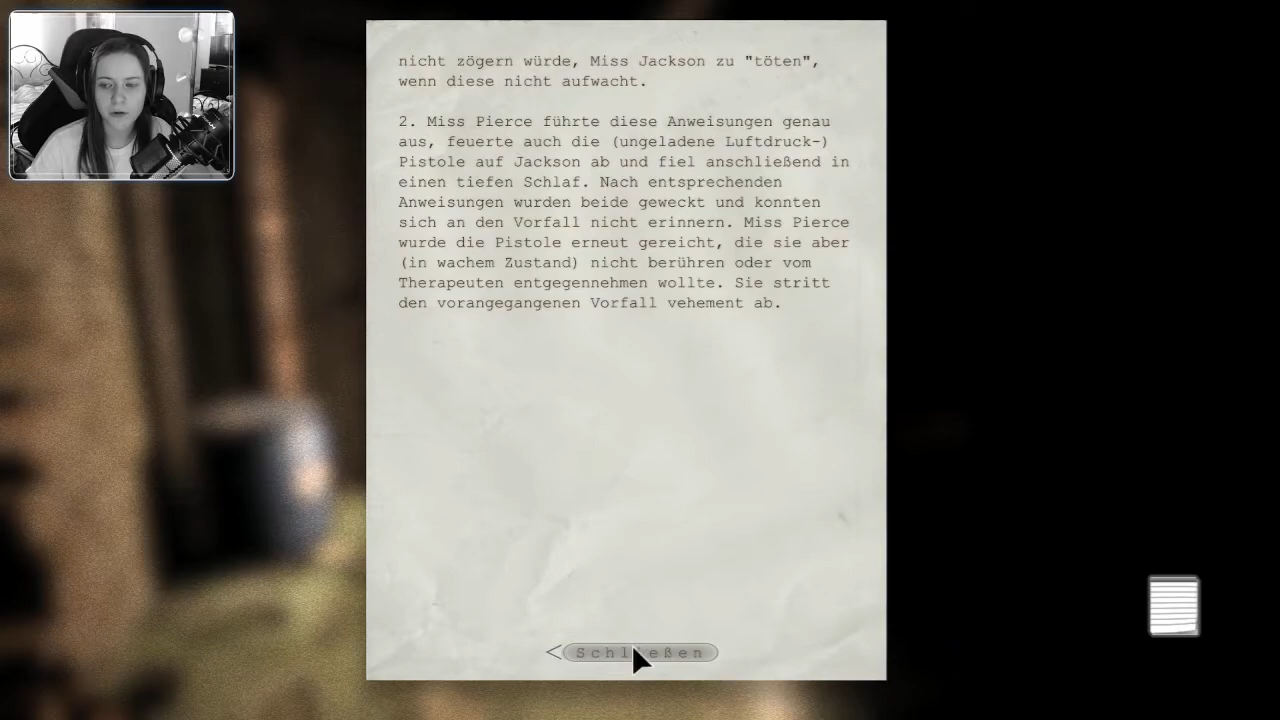 nicht zögern würde, Miss Jackson zu "töten",
wenn diese nicht aufwacht.
2. Miss Pierce führte diese Anweisungen genau
aus, feuerte auch die (ungeladene Luftdruck-)
Pistole auf Jackson ab und fiel anschließend in
einen tiefen Schlaf. Nach entsprechenden
Anweisungen wurden beide geweckt und konnten
sich an den Vorfall nicht erinnern. Miss Pierce
wurde die Pistole erneut gereicht, die sie aber
(in wachem Zustand) nicht berühren oder vom
Therapeuten entgegennehmen wollte. Sie stritt
den vorangegangenen Vorfall vehement ab.
Schließen